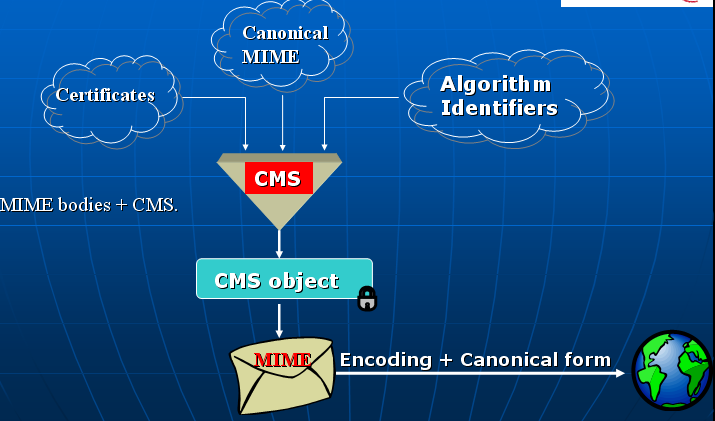 Canonical
MIME
Certificates
Algorithm
Identifiers
CMS
MIME bodies + CMS.
CMS object
MIME
Encoding + Canonical form